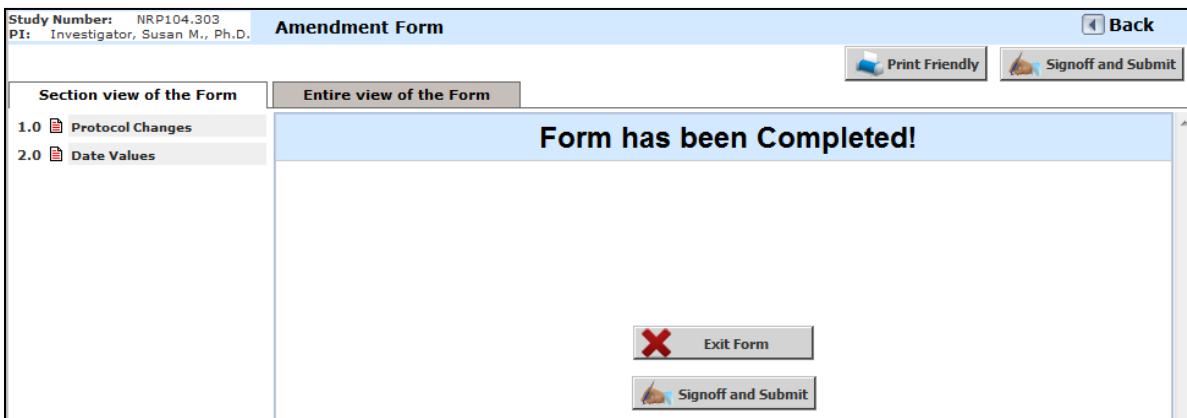 Study Number: NRP104.303
PI: Investigator, Susan M., Ph.D.
Amendment Form
Back
Print Friendly
Signoff and Submit
Section view of the Form
Entire view of the Form
1.0 Protocol Changes
2.0 Date Values
Form has been Completed!
Exit Form
Signoff and Submit